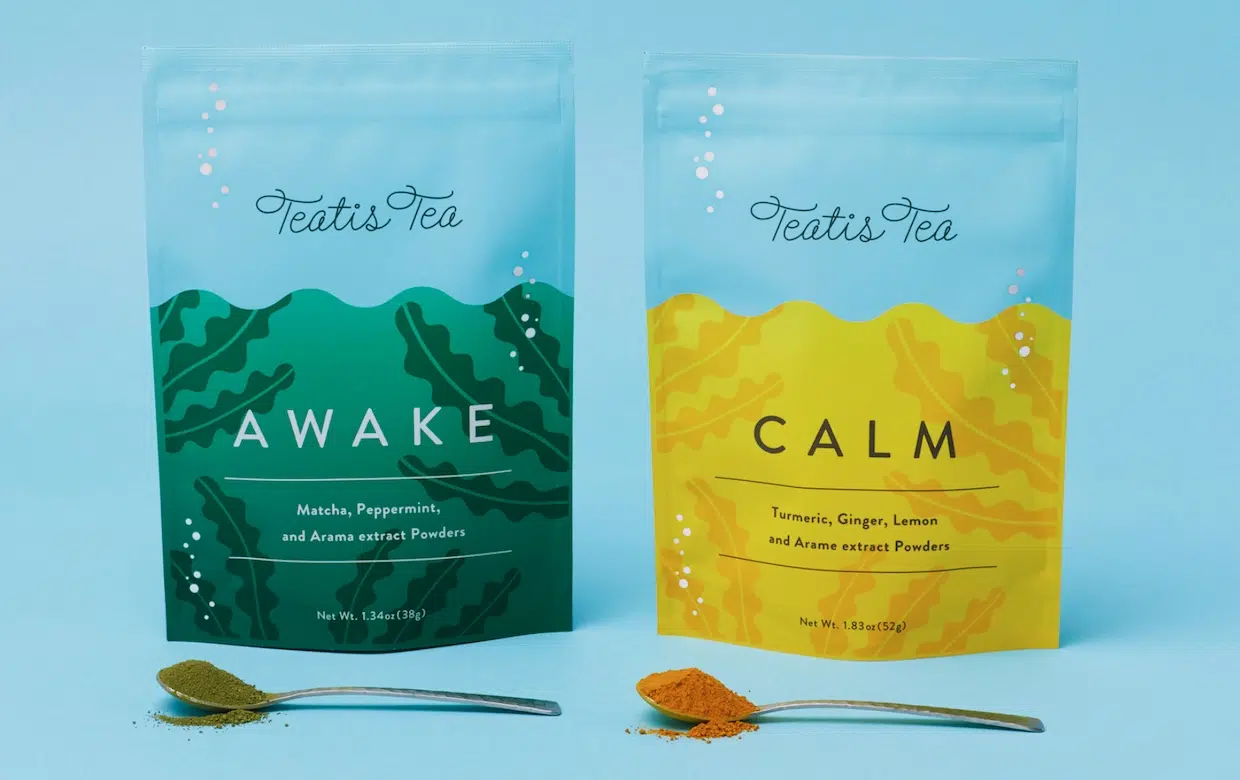 Teatis Tea
AWAKE
Matcha, Peppermint,
and Arama extract Powders
Net Wt. 1.34oz(38g)
Teatis Tea
CALM
Turmeric, Ginger, Lemon
and Arame extract Powders
Net Wt. 1.83oz(52g)